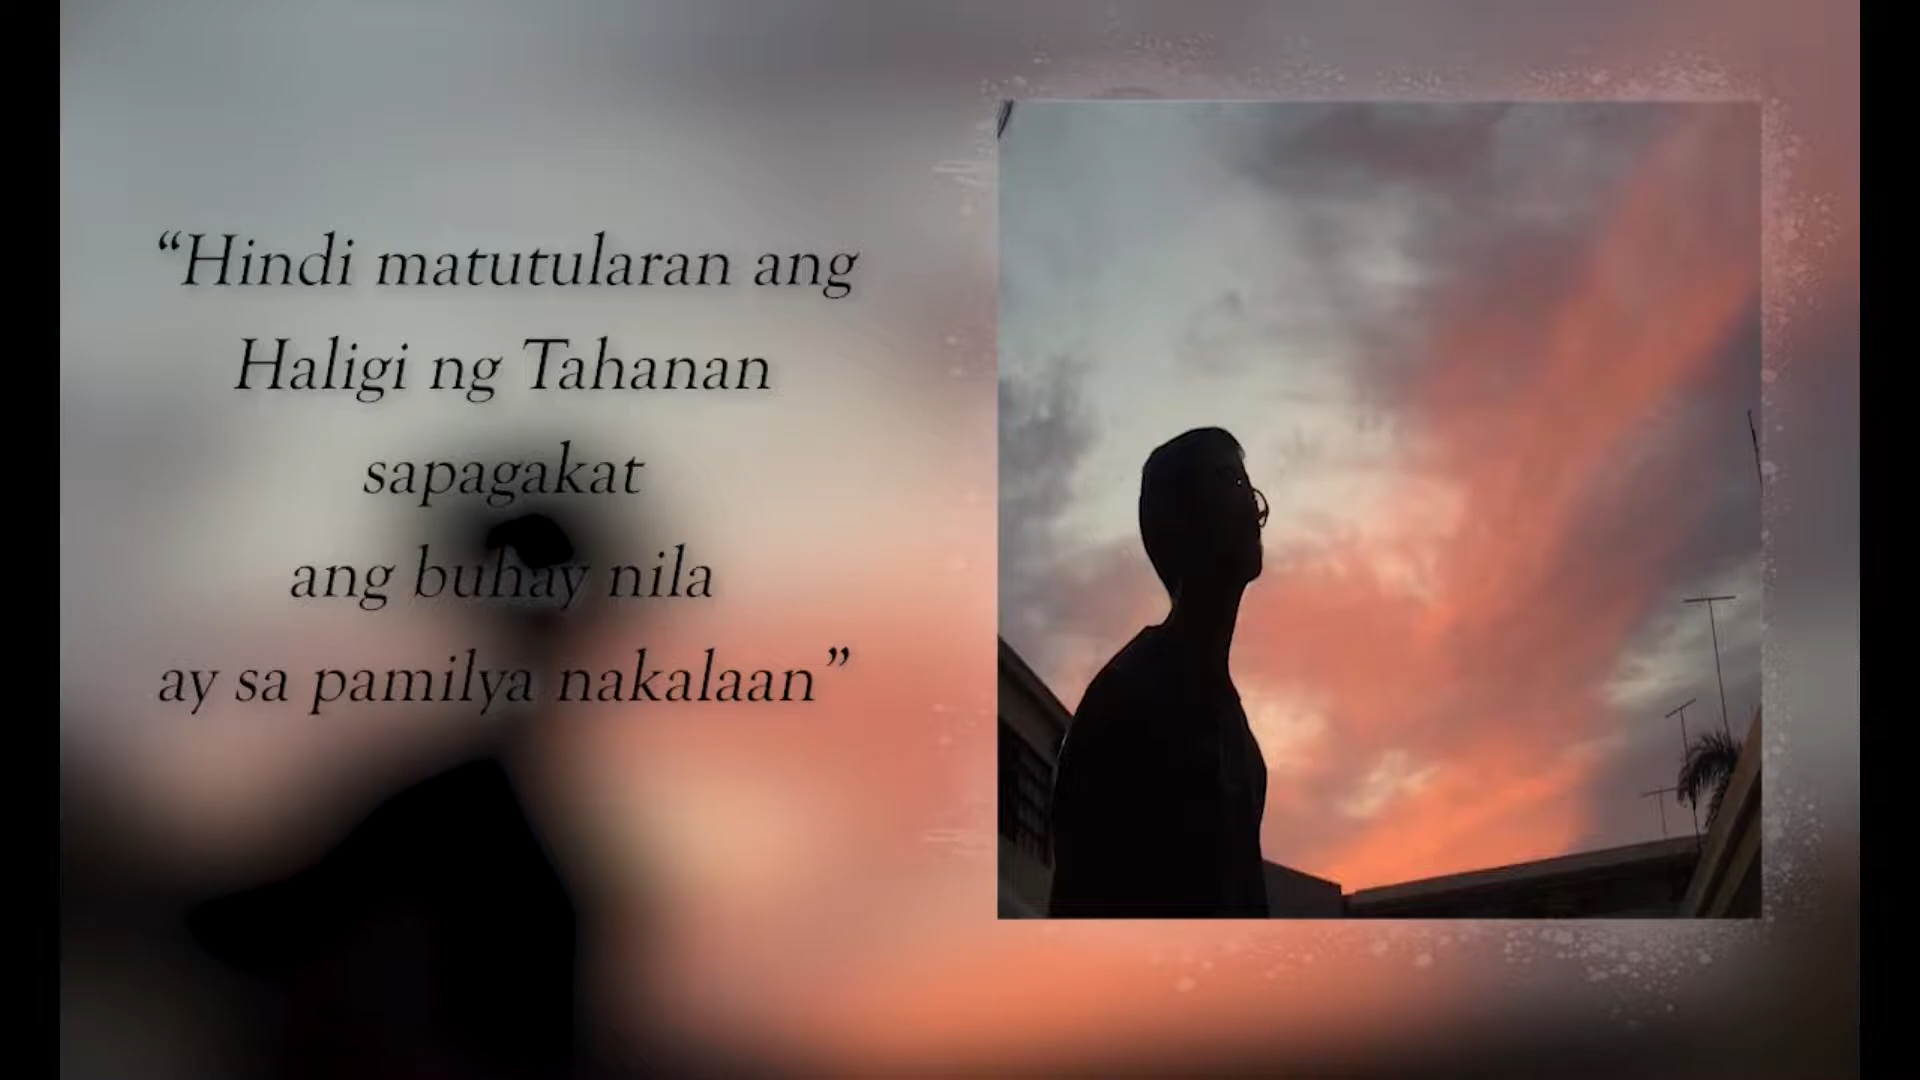 “Hindi matutularan ang
Haligi ng Tahanan
sapagakat
ang buhay nila
ay sa pamilya nakalaan”